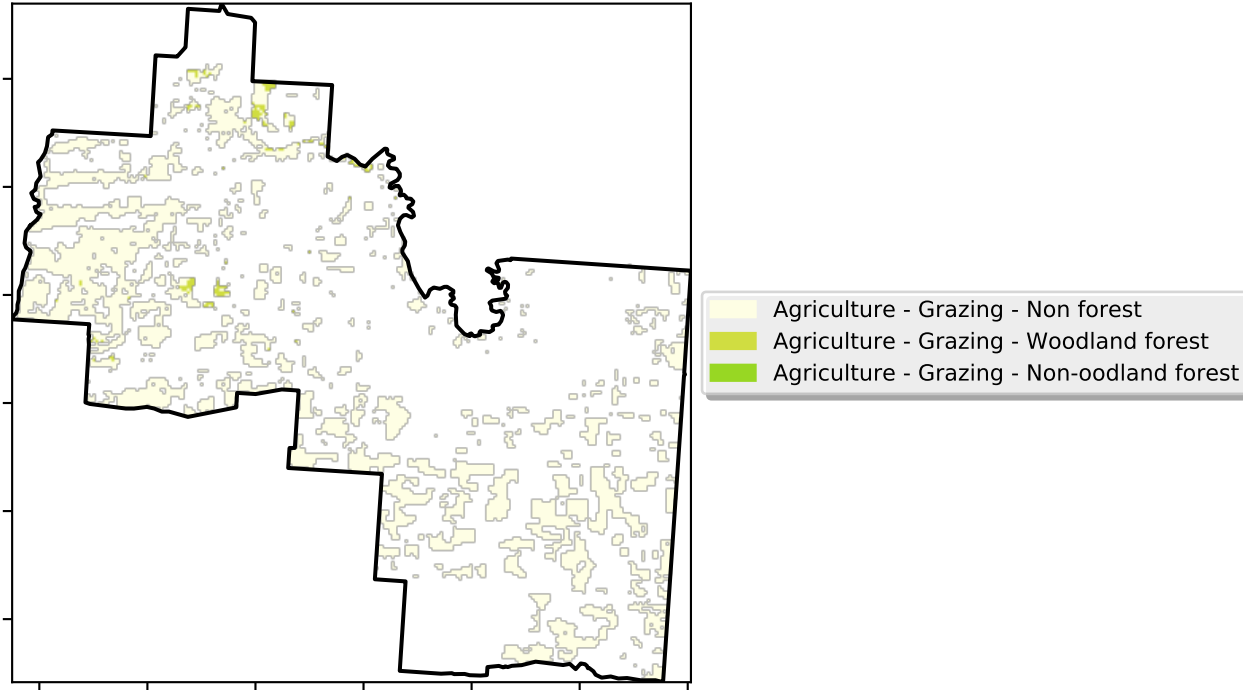 Agriculture - Grazing - Non forest
Agriculture - Grazing - Woodland forest
Agriculture - Grazing - Non-oodland forest